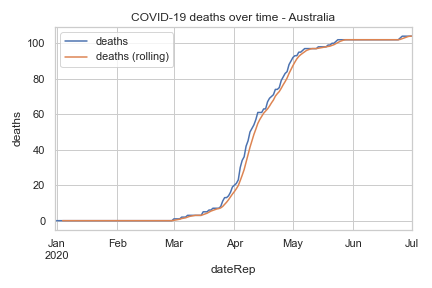 COVID-19 deaths over time - Australia
deaths
deaths (rolling)
100
80
60
40
20
0
deaths
Jan Feb Mar Apr May Jun Jul
2020
dateRep